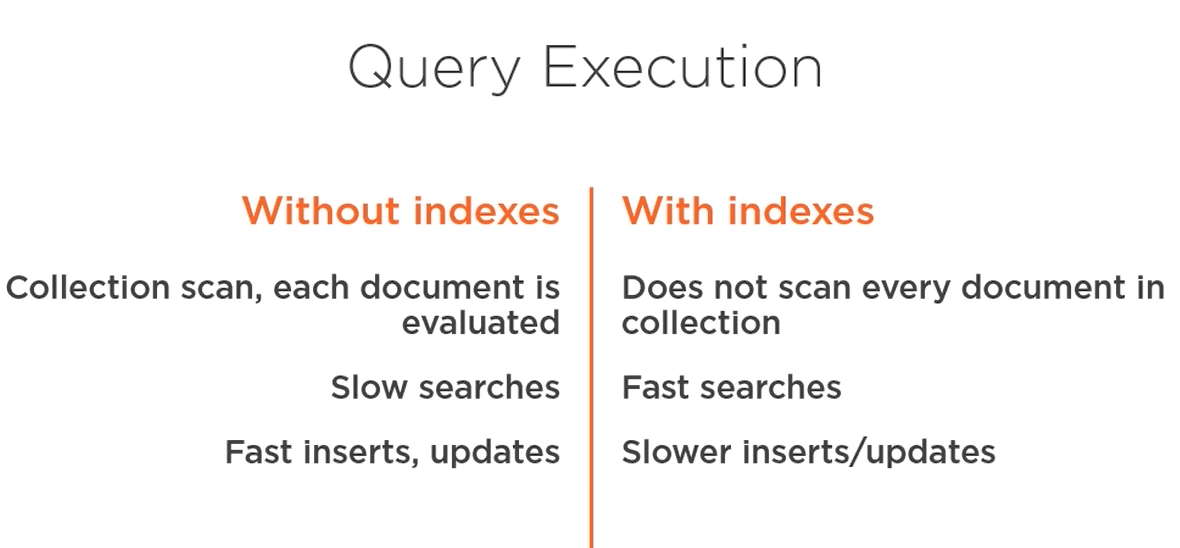 Query Execution
Without indexes
Collection scan, each document is
evaluated
Slow searches
Fast inserts, updates
With indexes
Does not scan every document in
collection
Fast searches
Slower inserts/updates